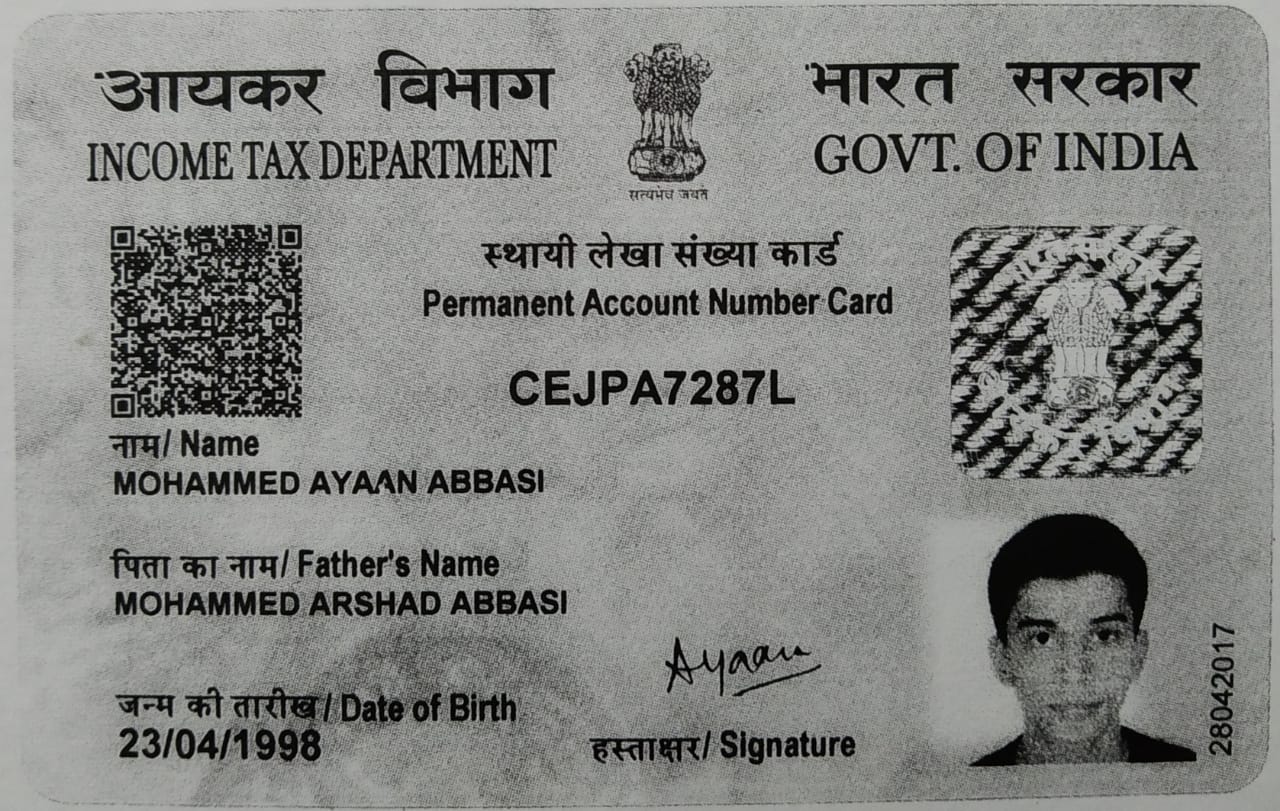 आयकर विभाग
INCOME TAX DEPARTMENT
भारत सरकार
GOVT. OF INDIA
सत्यमेव जयते
स्थायी लेखा संख्या कार्ड
Permanent Account Number Card
CEJPA7287L
नाम/ Name
MOHAMMED AYAAN ABBASI
पिता का नाम/ Father's Name
MOHAMMED ARSHAD ABBASI
जन्म की तारीख/ Date of Birth
23/04/1998
Ayaan
हस्ताक्षर/ Signature
28042017